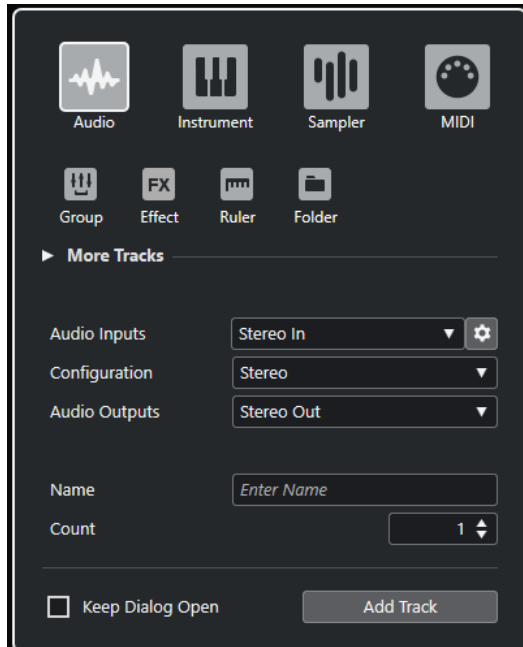 Audio Instrument Sampler MIDI
FX
Group Effect Ruler Folder
More Tracks
Audio Inputs Stereo In
Configuration Stereo
Audio Outputs Stereo Out
Name Enter Name
Count 1
Keep Dialog Open Add Track